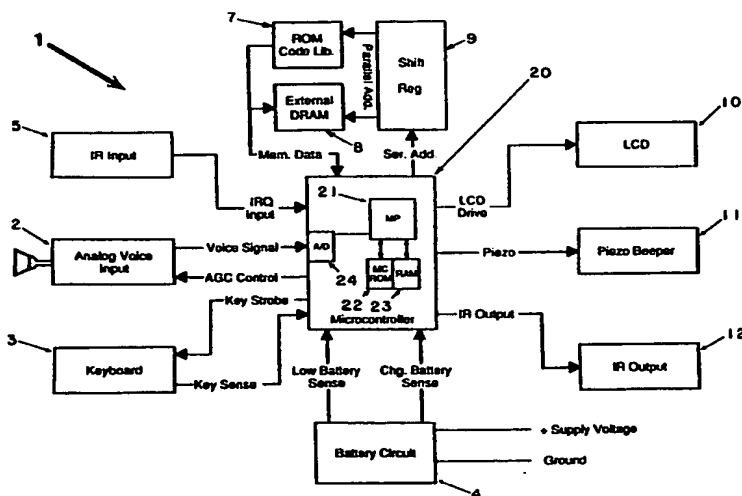 7
ROM
Code Lib.
9
1
Parallel Add.
Shift
Reg
20
External
DRAM
8
10
5
IR Input
Mem. Data
Ser. Add.
LCD
21
LCD
Drive
IRQ
Input
MP
11
2
Analog Voice
Input
Voice Signal
A/D
Piezo
Piezo Beeper
AGC Control
24
MC
ROM
RAM
22
23
Key Strobe
Microcontroller
IR Output
3
12
Keyboard
Key Sense
Low Battery
Sense
Chg. Battery
Sense
IR Output
Battery Circuit
+ Supply Voltage
Ground
4